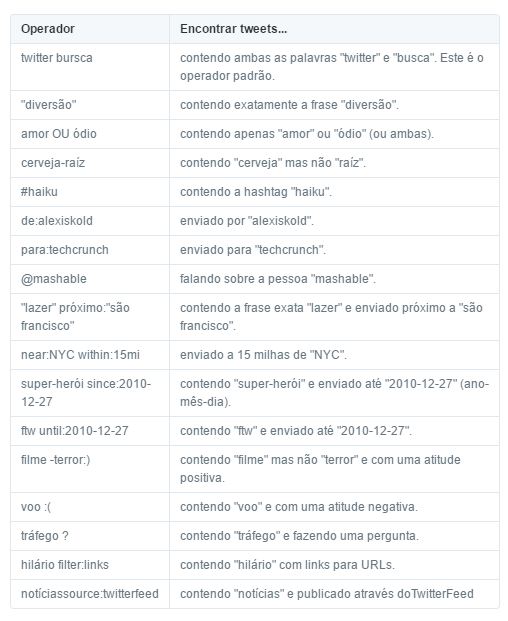 Operador Encontrar tweets...
twitter bursca contendo ambas as palavras "twitter" e "busca". Este é o
operador padrão.
"diversão" contendo exatamente a frase "diversão".
amor OU ódio contendo apenas "amor" ou "ódio" (ou ambas).
cerveja-raíz contendo "cerveja" mas não "raíz".
#haiku contendo a hashtag "haiku".
de:alexiskold enviado por "alexiskold".
para:techcrunch enviado para "techcrunch".
@mashable falando sobre a pessoa "mashable".
"lazer" próximo:"são contendo a frase exata "lazer" e enviado próximo a "são
francisco" francisco".
near:NYC within:15mi enviado a 15 milhas de "NYC".
super-herói since:2010- contendo "super-herói" e enviado até "2010-12-27" (ano-
12-27 mês-dia).
ftw until:2010-12-27 contendo "ftw" e enviado até "2010-12-27".
filme -terror:) contendo "filme" mas não "terror" e com uma atitude
positiva.
voo :( contendo "voo" e com uma atitude negativa.
tráfego ? contendo "tráfego" e fazendo uma pergunta.
hilário filter:links contendo "hilário" com links para URLs.
notíciassource:twitterfeed contendo "notícias" e publicado através doTwitterFeed